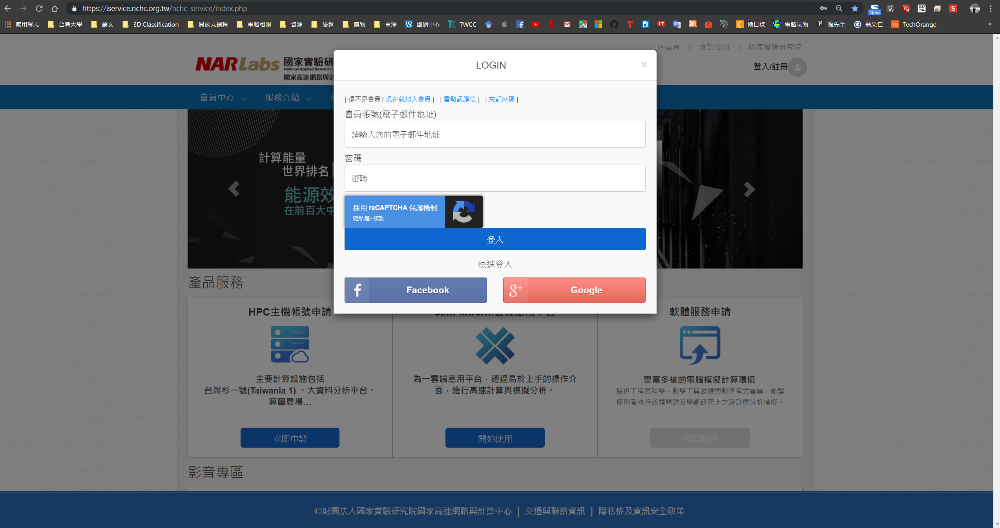 https://iservice.nchc.org.tw/nchc_service/index.php
New
應用程式 台灣大學 論文 3D Classification 開放式課程 電腦相關 資源 旅遊 購物 重灌 國網中心 TWCC 換日線 電腦玩物 瘋先生 蘋果仁 TechOrange
回首頁 | 資訊公開 | 國家實驗研究院
登入/註冊
NARLabs 國家實驗研
National Applied Research L
國家高速網路與計
會員中心 服務介紹
LOGIN ×
[ 還不是會員? 現在就加入會員 ] [ 重發認證信 ] [ 忘記密碼 ]
會員帳號(電子郵件地址)
請輸入您的電子郵件地址
密碼
密碼
採用 reCAPTCHA 保護機制
隱私權 - 條款
登入
快速登入
Facebook
g+ Google
計算能量
世界排名
能源效
在前百大中
產品服務
HPC主機帳號申請
主要計算設施包括
台灣杉一號(Taiwania 1) 、大資料分析平台、
算圖農場...
立即申請
為一雲端應用平台，透過易於上手的操作介
面，進行高速計算與模擬分析。
開始使用
軟體服務申請
豐富多樣的電腦模擬計算環境
提供工程與科學、數學工具軟體與數值程式庫等，能讓
使用者執行各類問題及學術研究上之設計與分析模擬。
敬請期待
影音專區
©財團法人國家實驗研究院國家高速網路與計算中心 | 交通與聯絡資訊 | 隱私權及資訊安全政策